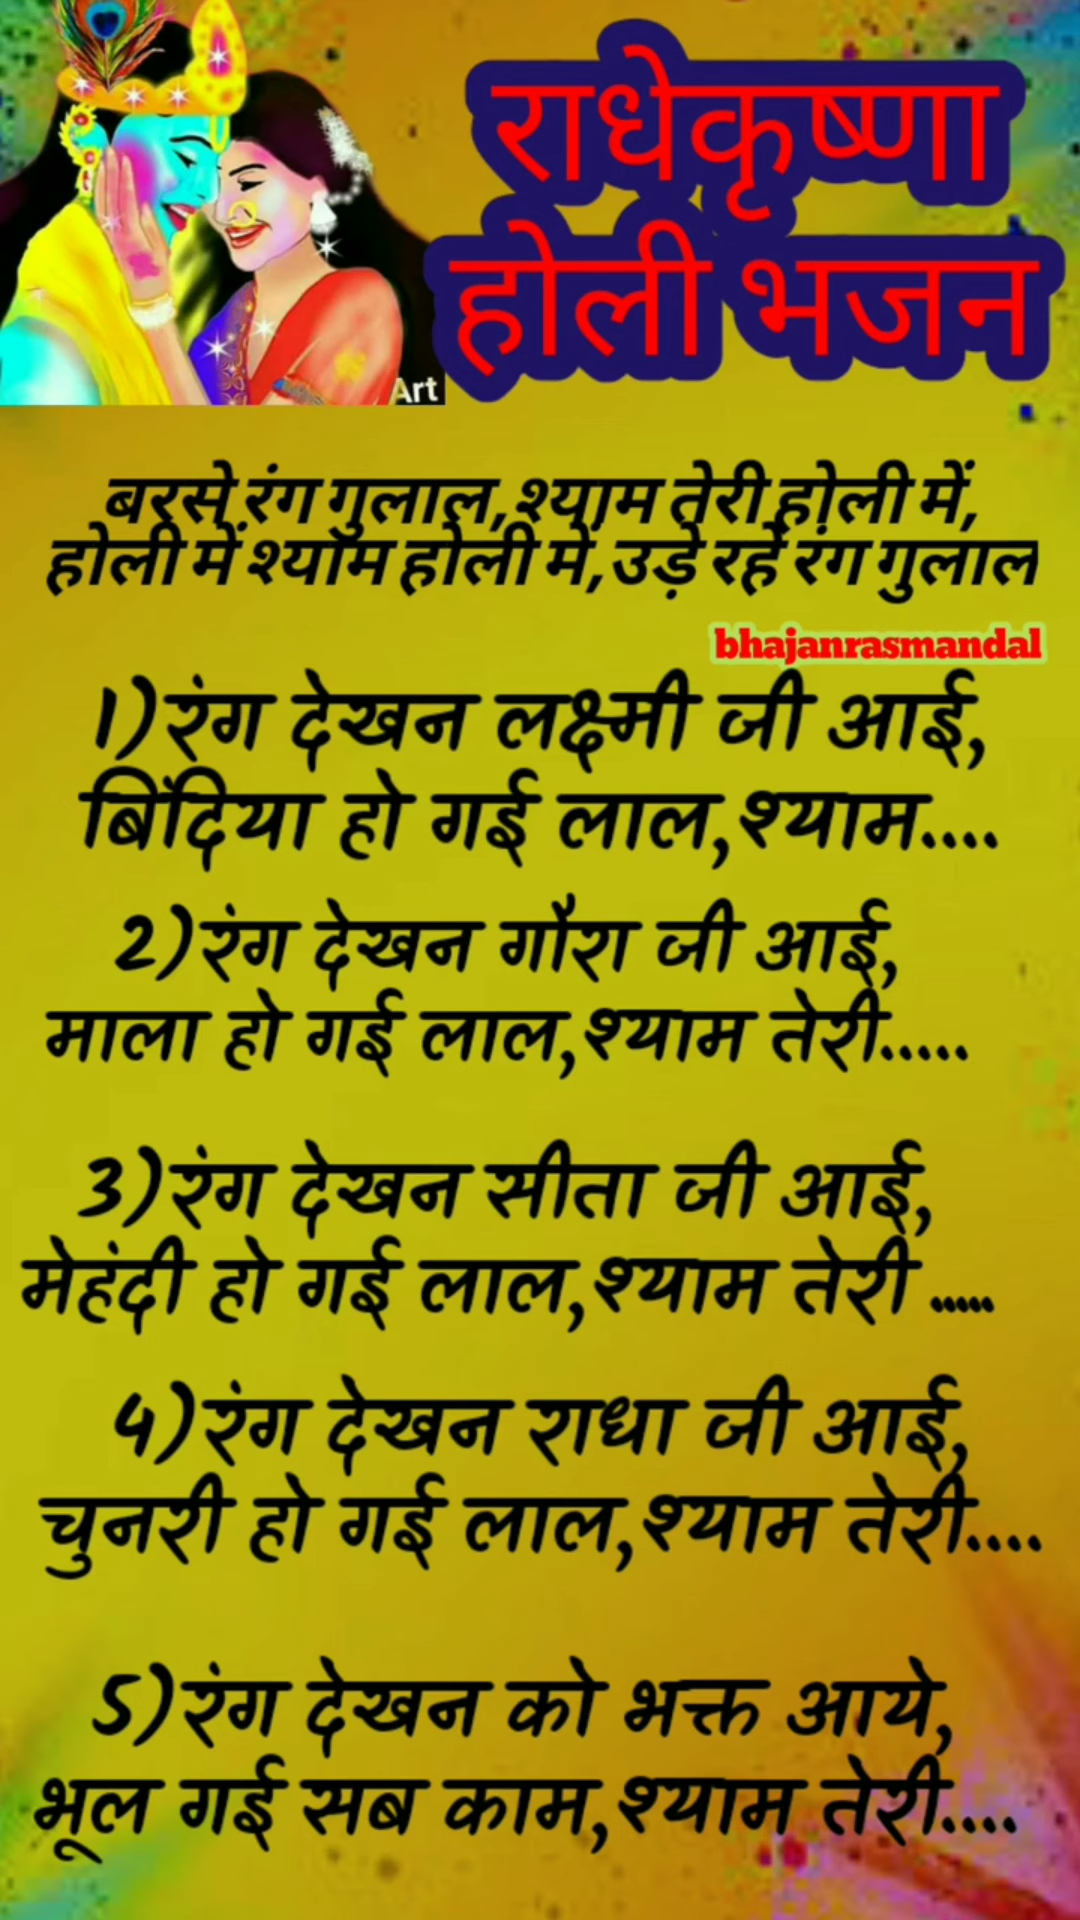 राधेकृष्णा
होली भजन
Art
बरसे रंग गुलाल,श्याम तेरी होली में,
होली में श्याम होली में,उड़े रहे रंग गुलाल
bhajanrasmandal
1)रंग देखन लक्ष्मी जी आई,
बिंदिया हो गई लाल,श्याम....
2)रंग देखन गौरा जी आई,
माला हो गई लाल,श्याम तेरी.....
3)रंग देखन सीता जी आई,
मेहंदी हो गई लाल,श्याम तेरी .....
4)रंग देखन राधा जी आई,
चुनरी हो गई लाल,श्याम तेरी....
5)रंग देखन को भक्त आये,
भूल गई सब काम,श्याम तेरी....